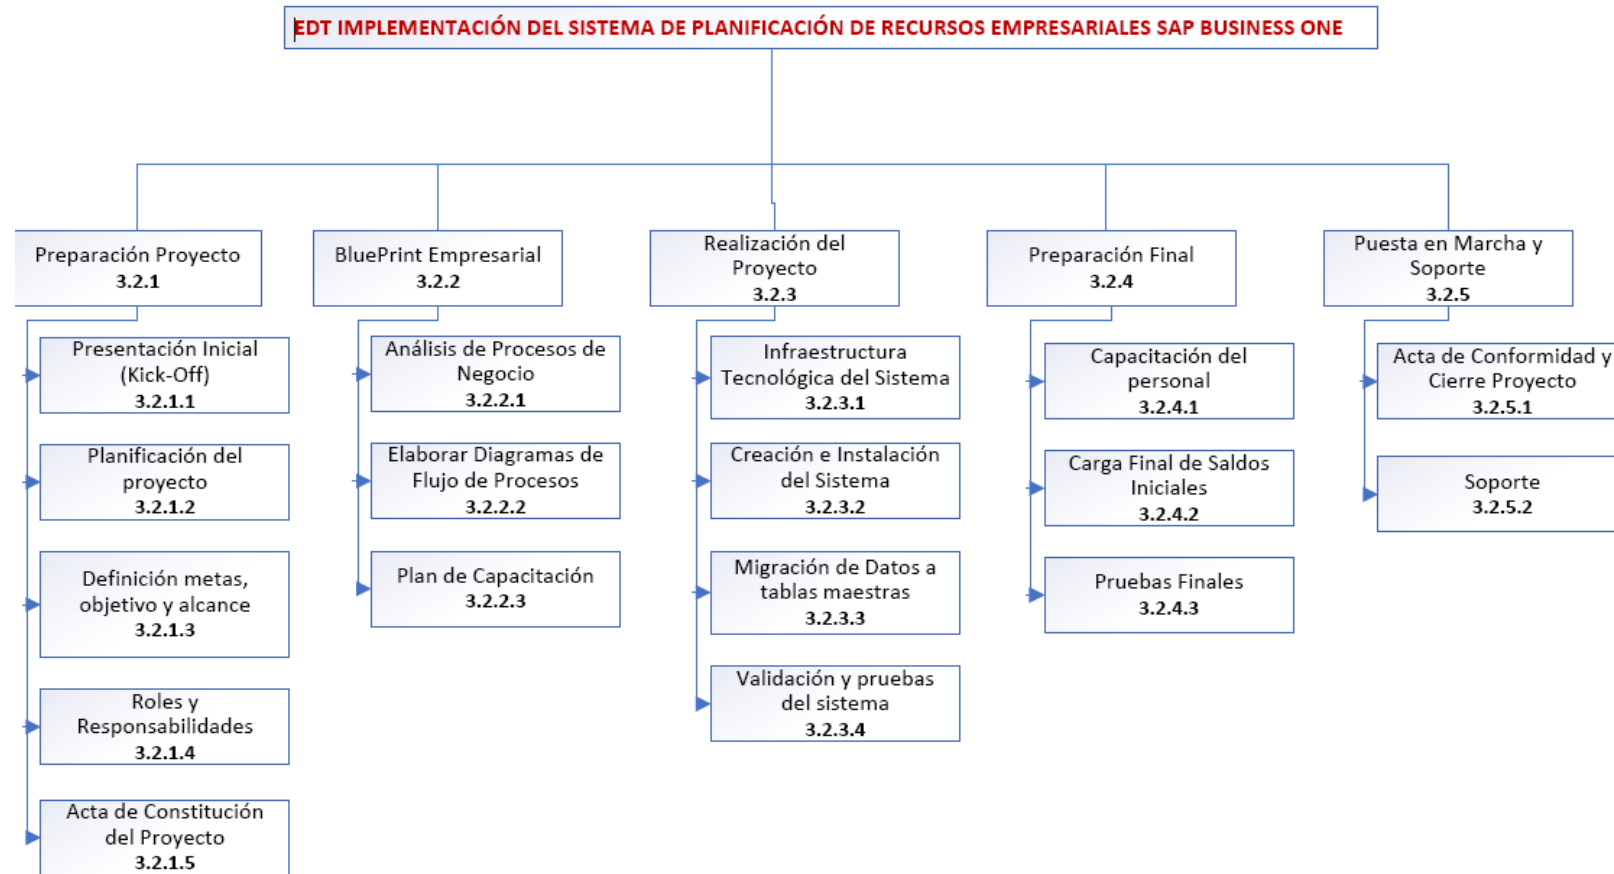 EDT IMPLEMENTACIÓN DEL SISTEMA DE PLANIFICACIÓN DE RECURSOS EMPRESARIALES SAP BUSINESS ONE
Preparación Proyecto
3.2.1
Presentación Inicial
(Kick-Off)
3.2.1.1
Planificación del
proyecto
3.2.1.2
Definición metas,
objetivo y alcance
3.2.1.3
Roles y
Responsabilidades
3.2.1.4
Acta de Constitución
del Proyecto
3.2.1.5
BluePrint Empresarial
3.2.2
Análisis de Procesos de
Negocio
3.2.2.1
Elaborar Diagramas de
Flujo de Procesos
3.2.2.2
Plan de Capacitación
3.2.2.3
Realización del
Proyecto
3.2.3
Infraestructura
Tecnológica del Sistema
3.2.3.1
Creación e Instalación
del Sistema
3.2.3.2
Migración de Datos a
tablas maestras
3.2.3.3
Validación y pruebas
del sistema
3.2.3.4
Preparación Final
3.2.4
Capacitación del
personal
3.2.4.1
Carga Final de Saldos
Iniciales
3.2.4.2
Pruebas Finales
3.2.4.3
Puesta en Marcha y
Soporte
3.2.5
Acta de Conformidad y
Cierre Proyecto
3.2.5.1
Soporte
3.2.5.2